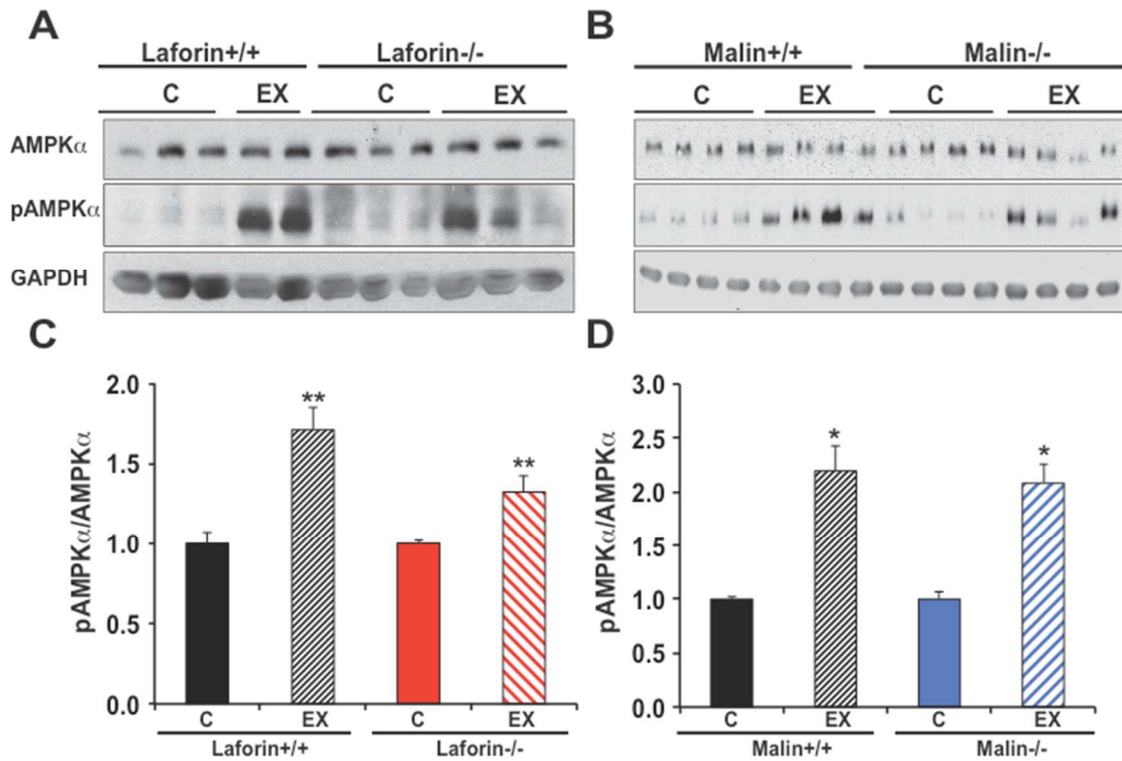 A
B
Laforin+/+ Laforin-/- Malin+/+ Malin-/-
C EX C EX C EX C EX
AMPKα
pAMPKα
GAPDH
C
D
pAMPKα/AMPKα
2.0
1.5
1.0
0.5
0.0
**
**
C EX C EX
Laforin+/+ Laforin-/-
pAMPKα/AMPKα
3.0
2.5
2.0
1.5
1.0
0.5
0.0
*
*
C EX C EX
Malin+/+ Malin-/-